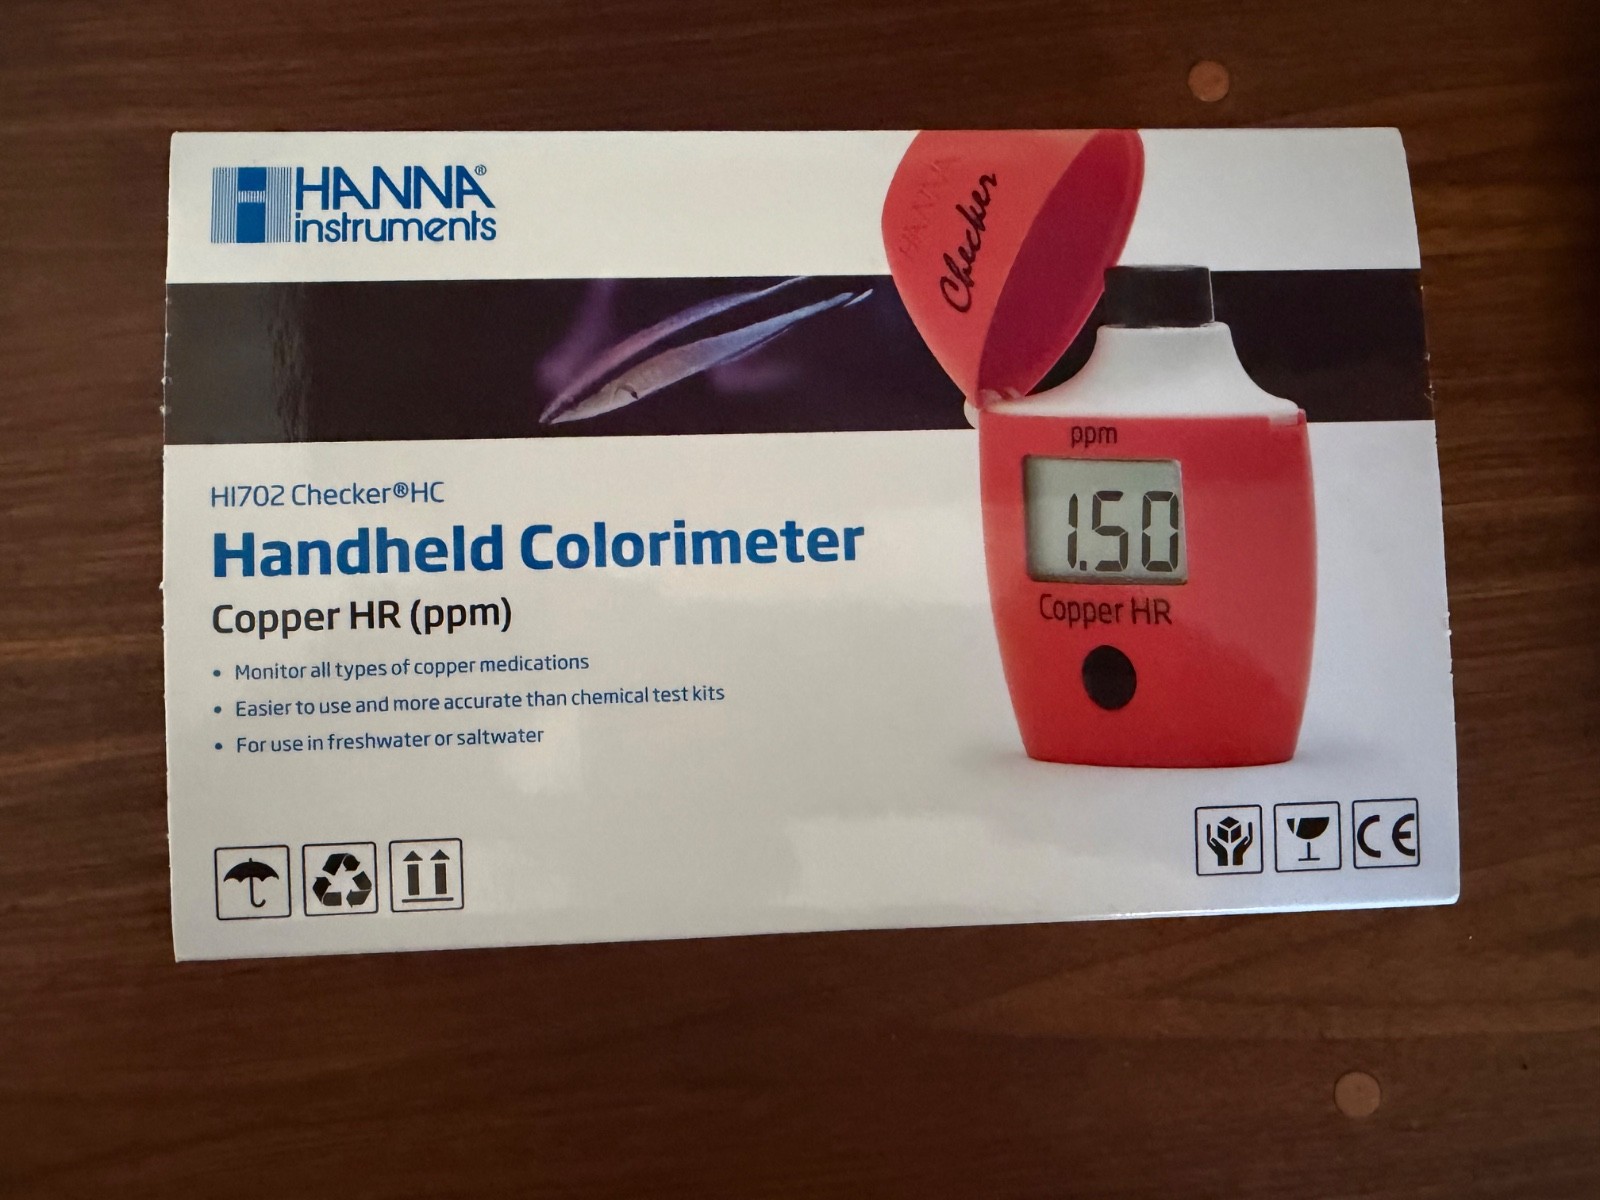 HANNA®
instruments
HANNA
Checker
ppm
1.50
Copper HR
HI702 Checker®HC
Handheld Colorimeter
Copper HR (ppm)
• Monitor all types of copper medications
• Easier to use and more accurate than chemical test kits
• For use in freshwater or saltwater
CE